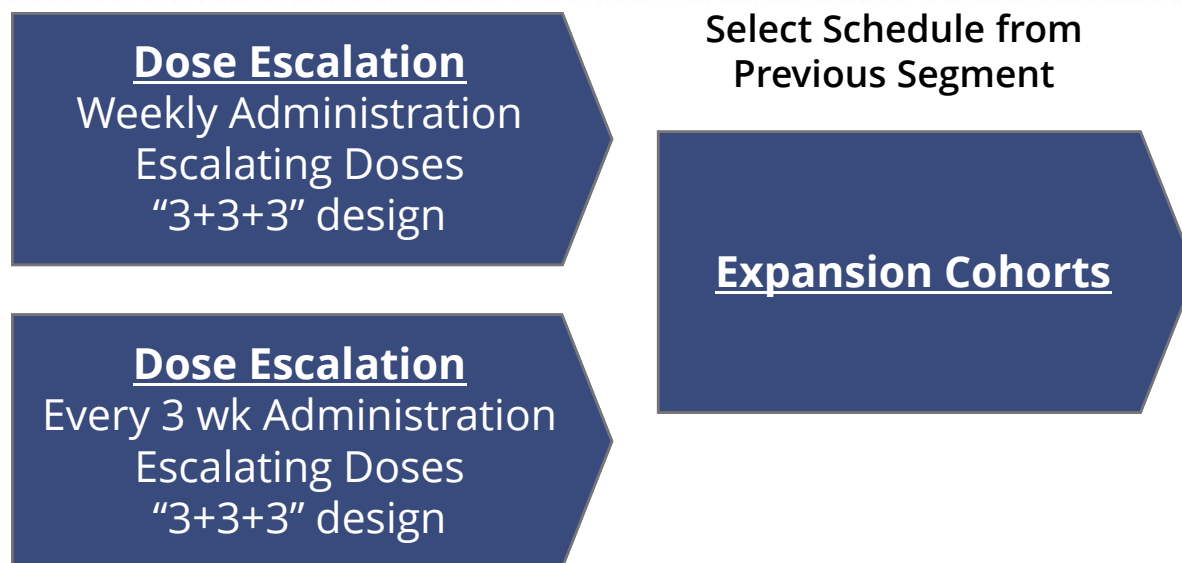 Dose Escalation
Weekly Administration
Escalating Doses
“3+3+3” design
Dose Escalation
Every 3 wk Administration
Escalating Doses
“3+3+3” design
Select Schedule from
Previous Segment
Expansion Cohorts